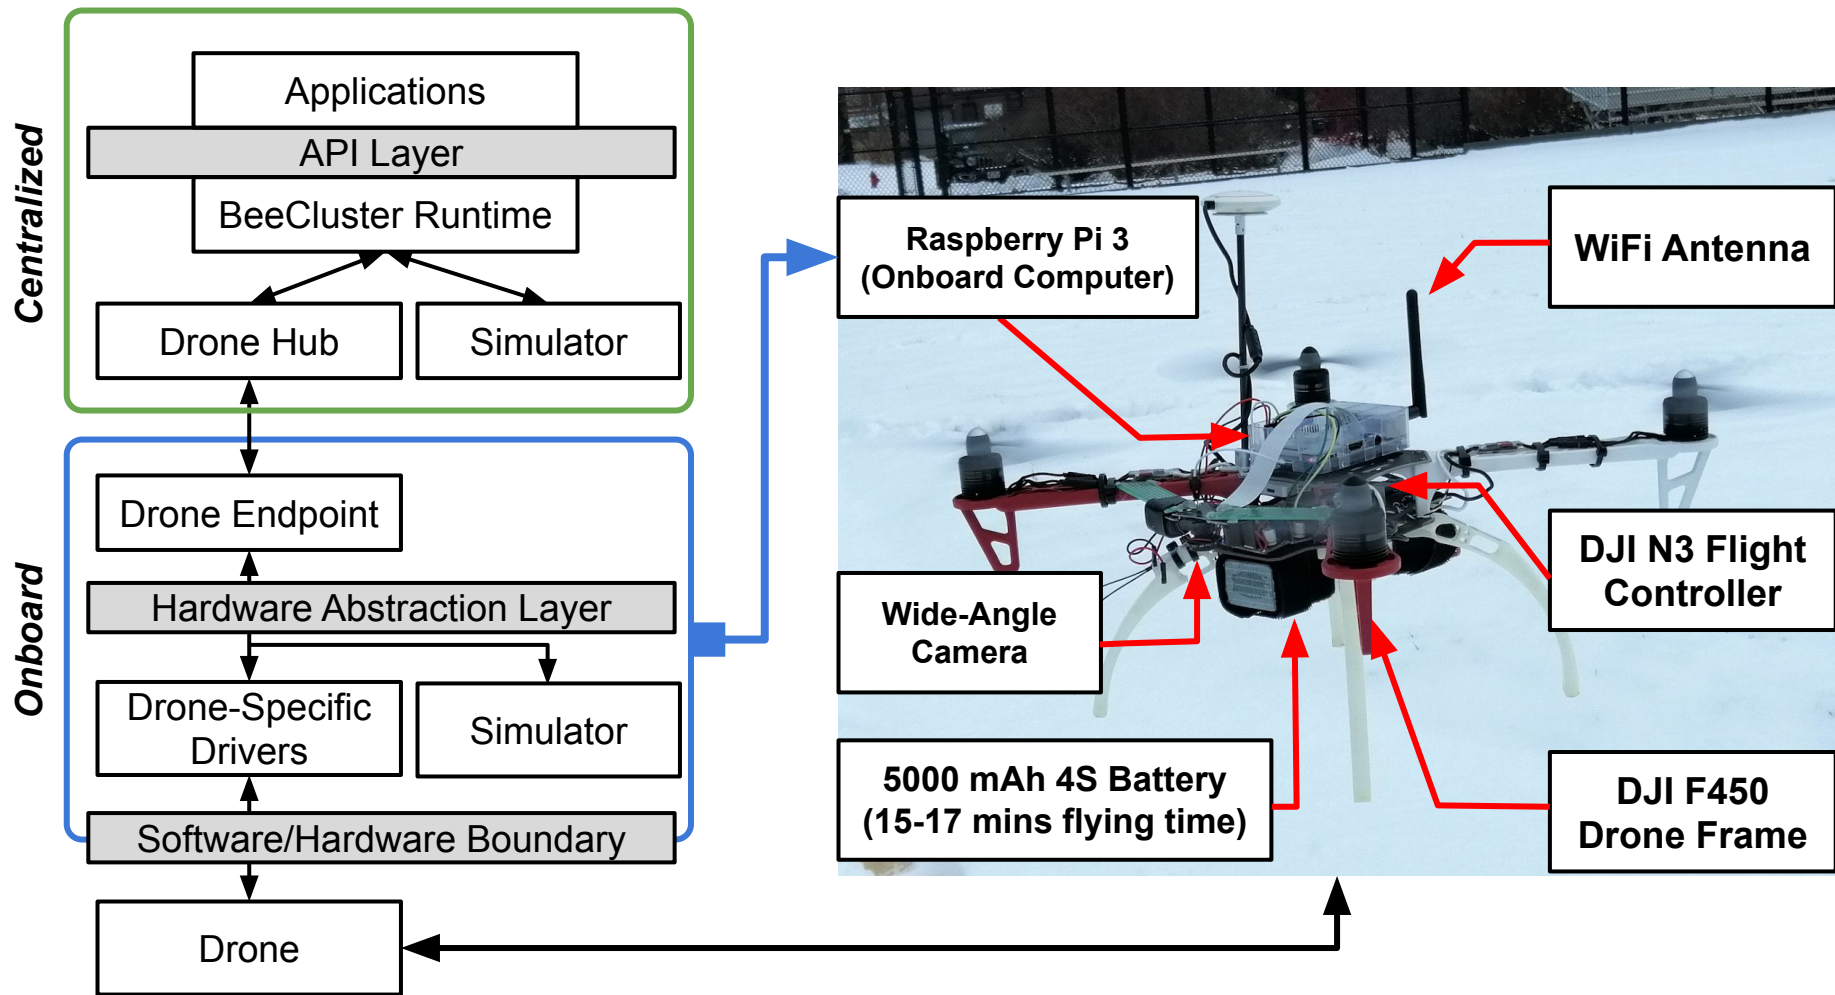 Centralized
Applications
API Layer
BeeCluster Runtime
Drone Hub
Simulator
Onboard
Drone Endpoint
Hardware Abstraction Layer
Drone-Specific
Drivers
Simulator
Software/Hardware Boundary
Drone
Raspberry Pi 3
(Onboard Computer)
WiFi Antenna
Wide-Angle
Camera
DJI N3 Flight
Controller
5000 mAh 4S Battery
(15-17 mins flying time)
DJI F450
Drone Frame